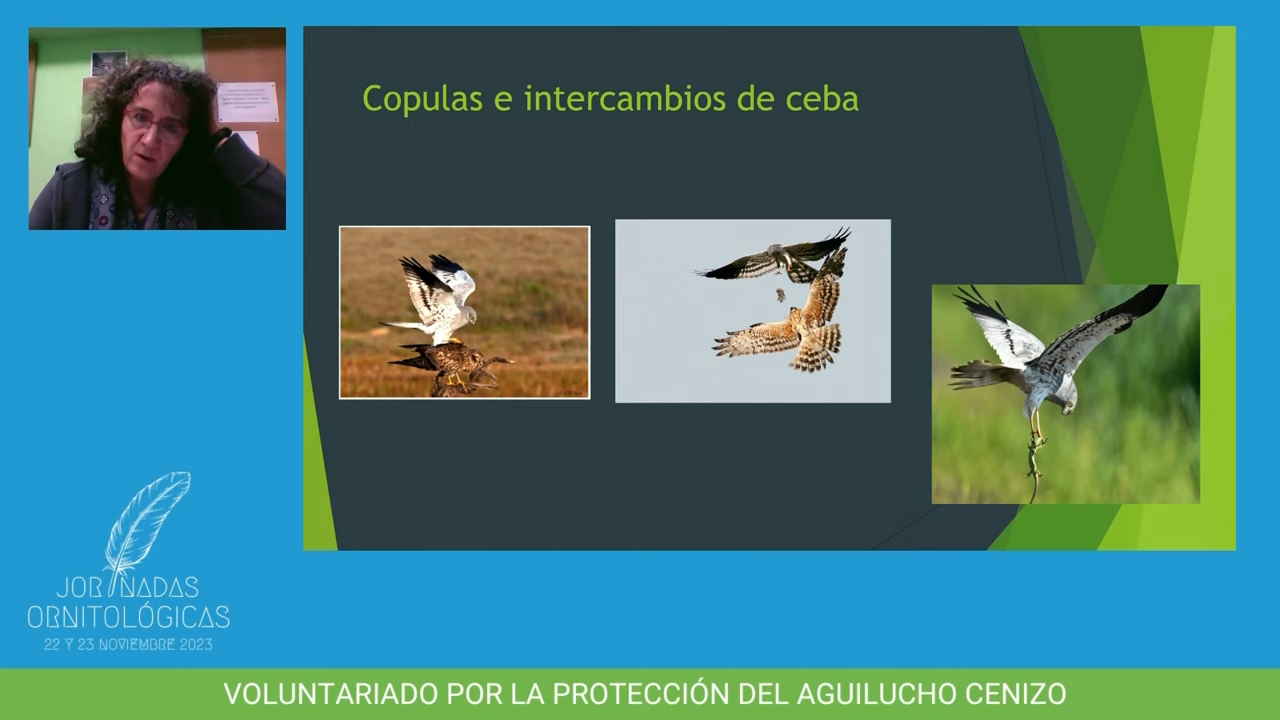 Copulas e intercambios de ceba
JORNADAS
ORNITOLÓGICAS
22 Y 23 NOVIEMBRE 2023
VOLUNTARIADO POR LA PROTECCIÓN DEL AGUILUCHO CENIZO